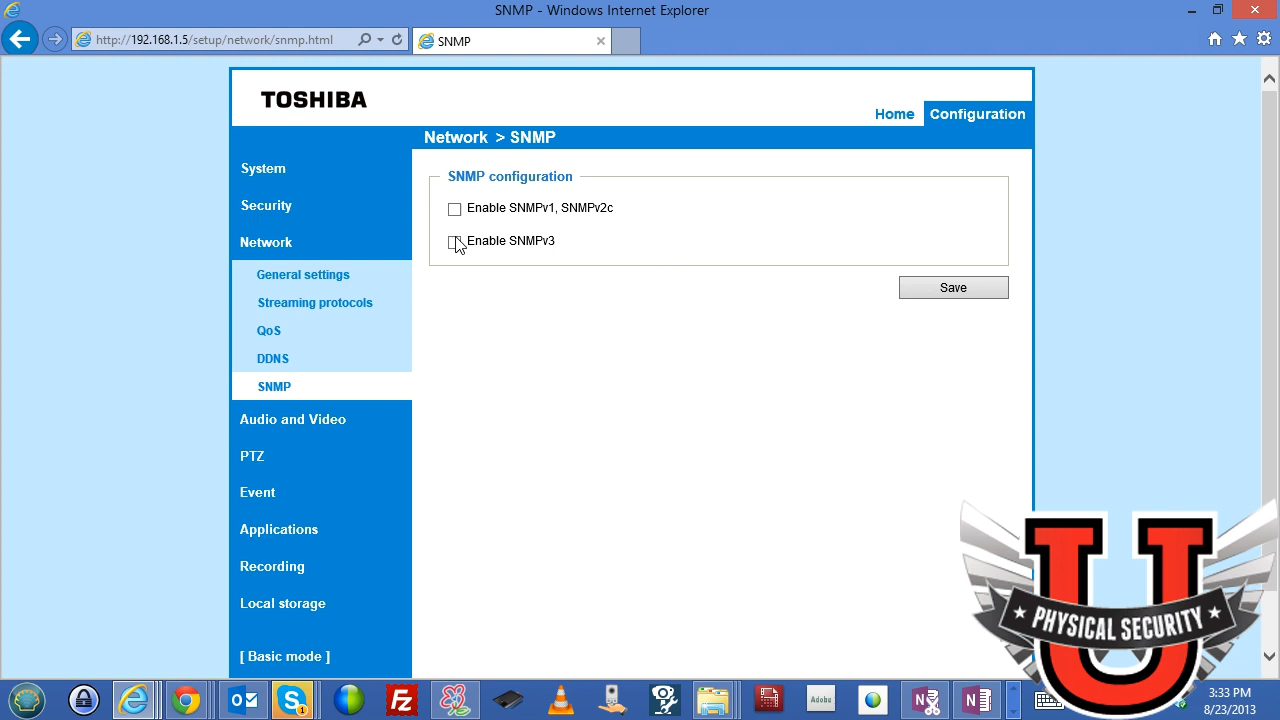 SNMP - Windows Internet Explorer
http://192.168.1.5/setup/network/snmp.html
SNMP
TOSHIBA
Home
Configuration
Network > SNMP
System
Security
Network
General settings
Streaming protocols
QoS
DDNS
SNMP
Audio and Video
PTZ
Event
Applications
Recording
Local storage
[ Basic mode ]
SNMP configuration
Enable SNMPv1, SNMPv2c
Enable SNMPv3
Save
U
PHYSICAL SECURITY
Adobe
3:33 PM
8/23/2013